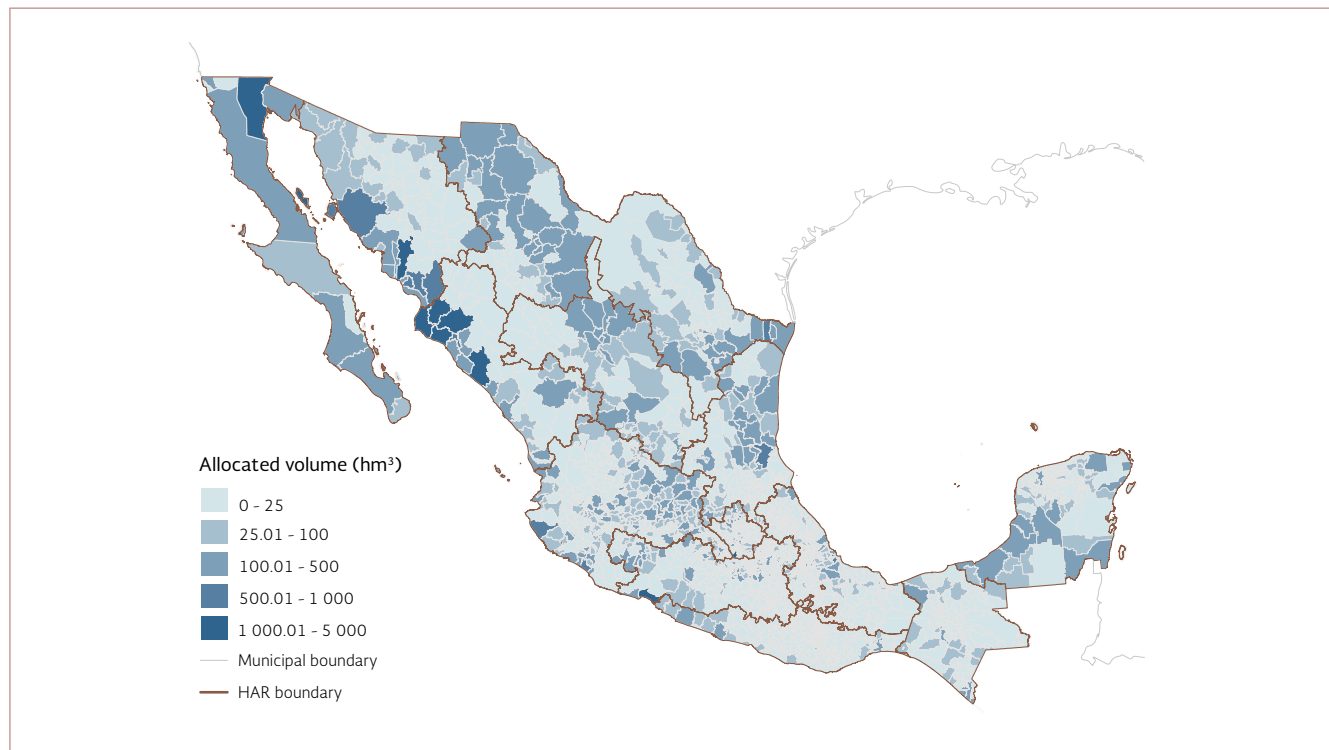 Allocated volume (hm³)
0 - 25
25.01 - 100
100.01 - 500
500.01 - 1 000
1 000.01 - 5 000
Municipal boundary
HAR boundary